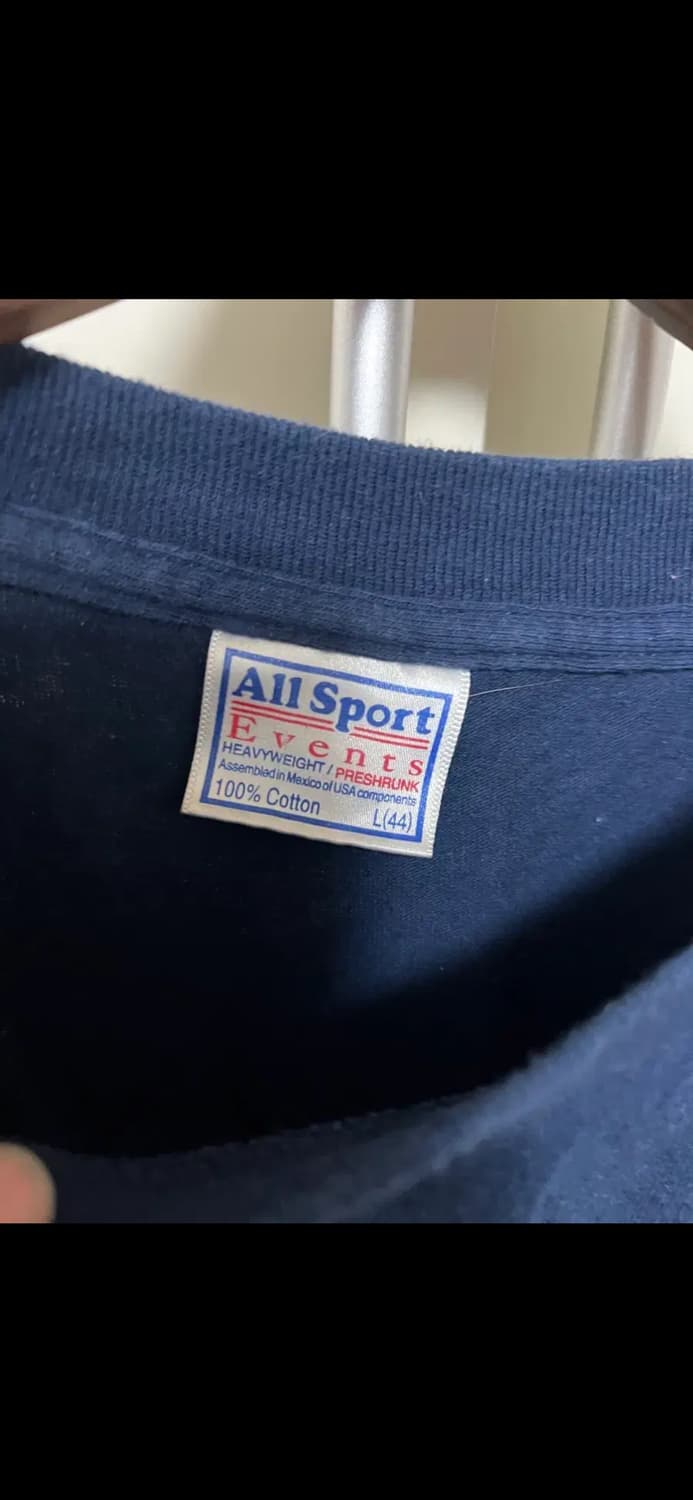 All Sport
Events
HEAVYWEIGHT / PRESHRUNK
Assembled in Mexico of USA components
100% Cotton
L(44)